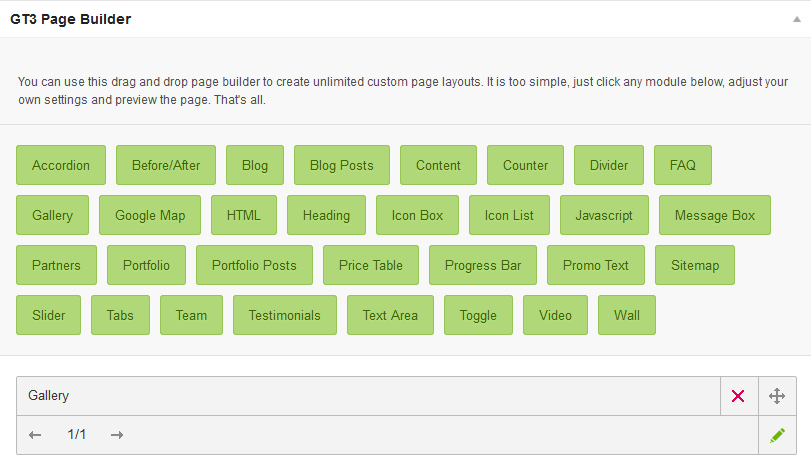 GT3 Page Builder
You can use this drag and drop page builder to create unlimited custom page layouts. It is too simple, just click any module below, adjust your
own settings and preview the page. That's all.
Accordion Before/After Blog Blog Posts Content Counter Divider FAQ
Gallery Google Map HTML Heading Icon Box Icon List Javascript Message Box
Partners Portfolio Portfolio Posts Price Table Progress Bar Promo Text Sitemap
Slider Tabs Team Testimonials Text Area Toggle Video Wall
Gallery
1/1